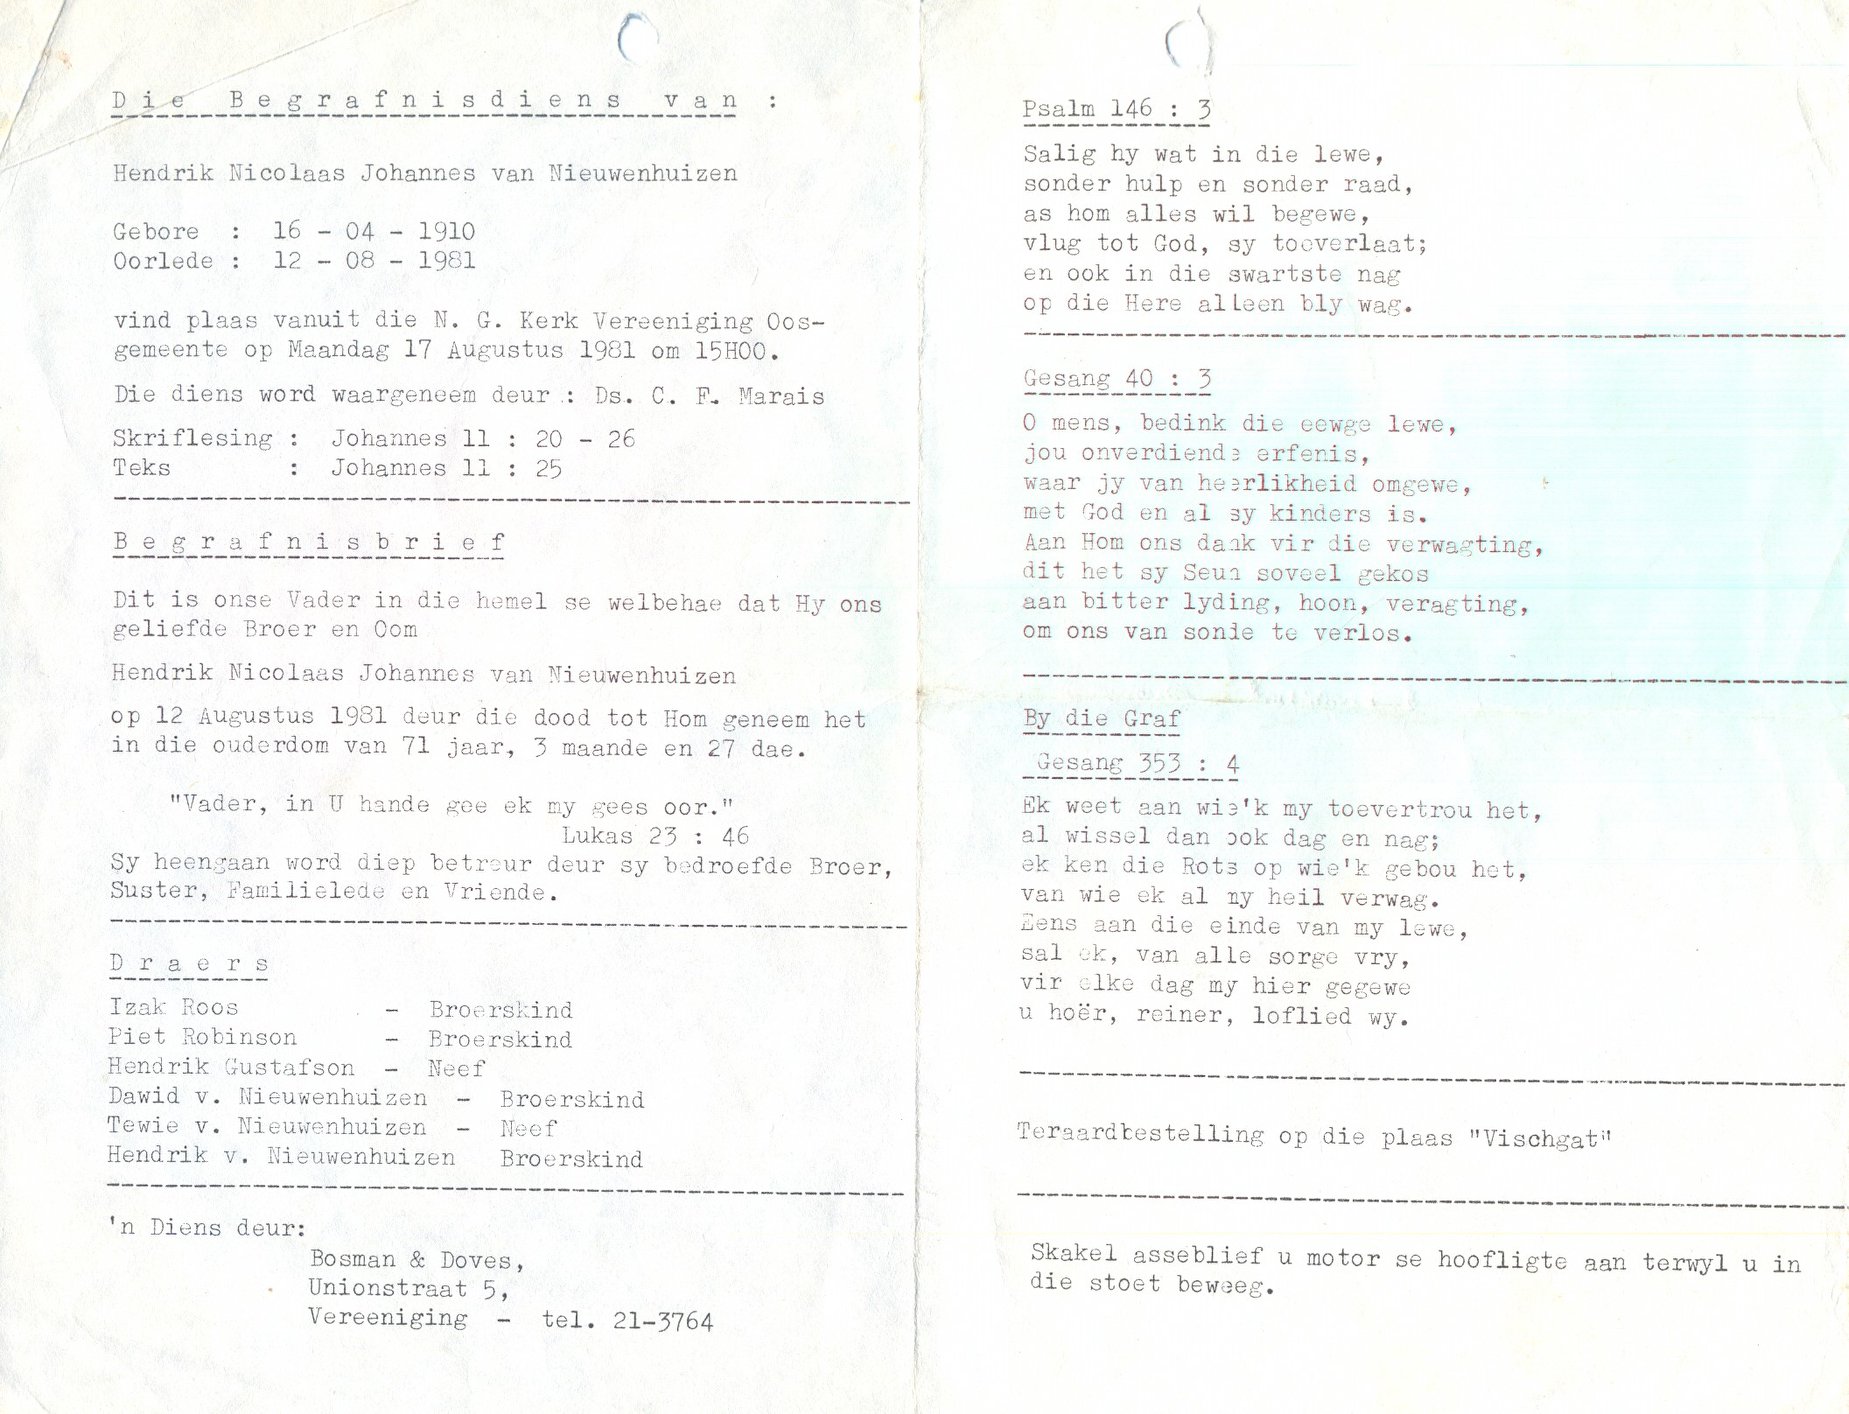 Die Begrafnisdiens van :
Hendrik Nicolaas Johannes van Nieuwenhuizen
Gebore : 16 - 04 - 1910
Oorlede : 12 - 08 - 1981
vind plaas vanuit die N. G. Kerk Vereeniging Oos-
gemeente op Maandag 17 Augustus 1981 om 15H00.
Die diens word waargeneem deur : Ds. C. F. Marais
Skriflesing : Johannes 11 : 20 - 26
Teks : Johannes 11 : 25
Begrafnisbrief
Dit is onse Vader in die hemel se welbehae dat Hy ons
geliefde Broer en Oom
Hendrik Nicolaas Johannes van Nieuwenhuizen
op 12 Augustus 1981 deur die dood tot Hom geneem het
in die ouderdom van 71 jaar, 3 maande en 27 dae.
"Vader, in U hande gee ek my gees oor."
Lukas 23 : 46
Sy heengaan word diep betreur deur sy bedroefde Broer,
Suster, Familielede en Vriende.
Draers
Izak Roos - Broerskind
Piet Robinson - Broerskind
Hendrik Gustafson - Neef
Dawid v. Nieuwenhuizen - Broerskind
Tewie v. Nieuwenhuizen - Neef
Hendrik v. Nieuwenhuizen Broerskind
'n Diens deur:
Bosman & Doves,
Unionstraat 5,
Vereeniging - tel. 21-3764
Psalm 146 : 3
Salig hy wat in die lewe,
sonder hulp en sonder raad,
as hom alles wil begewe,
vlug tot God, sy toeverlaat;
en ook in die swartste nag
op die Here alleen bly wag.
Gesang 40 : 3
O mens, bedink die eewge lewe,
jou onverdiende erfenis,
waar jy van heerlikheid omgewe,
met God en al sy kinders is.
Aan Hom ons dank vir die verwagting,
dit het sy Seun soveel gekos
aan bitter lyding, hoon, veragting,
om ons van sonde te verlos.
By die Graf
Gesang 353 : 4
Ek weet aan wie'k my toevertrou het,
al wissel dan ook dag en nag;
ek ken die Rots op wie'k gebou het,
van wie ek al my heil verwag.
Eens aan die einde van my lewe,
sal ek, van alle sorge vry,
vir elke dag my hier gegewe
u hoër, reiner, loflied wy.
Teraardbestelling op die plaas "Vischgat"
Skakel asseblief u motor se hoofligte aan terwyl u in
die stoet beweeg.